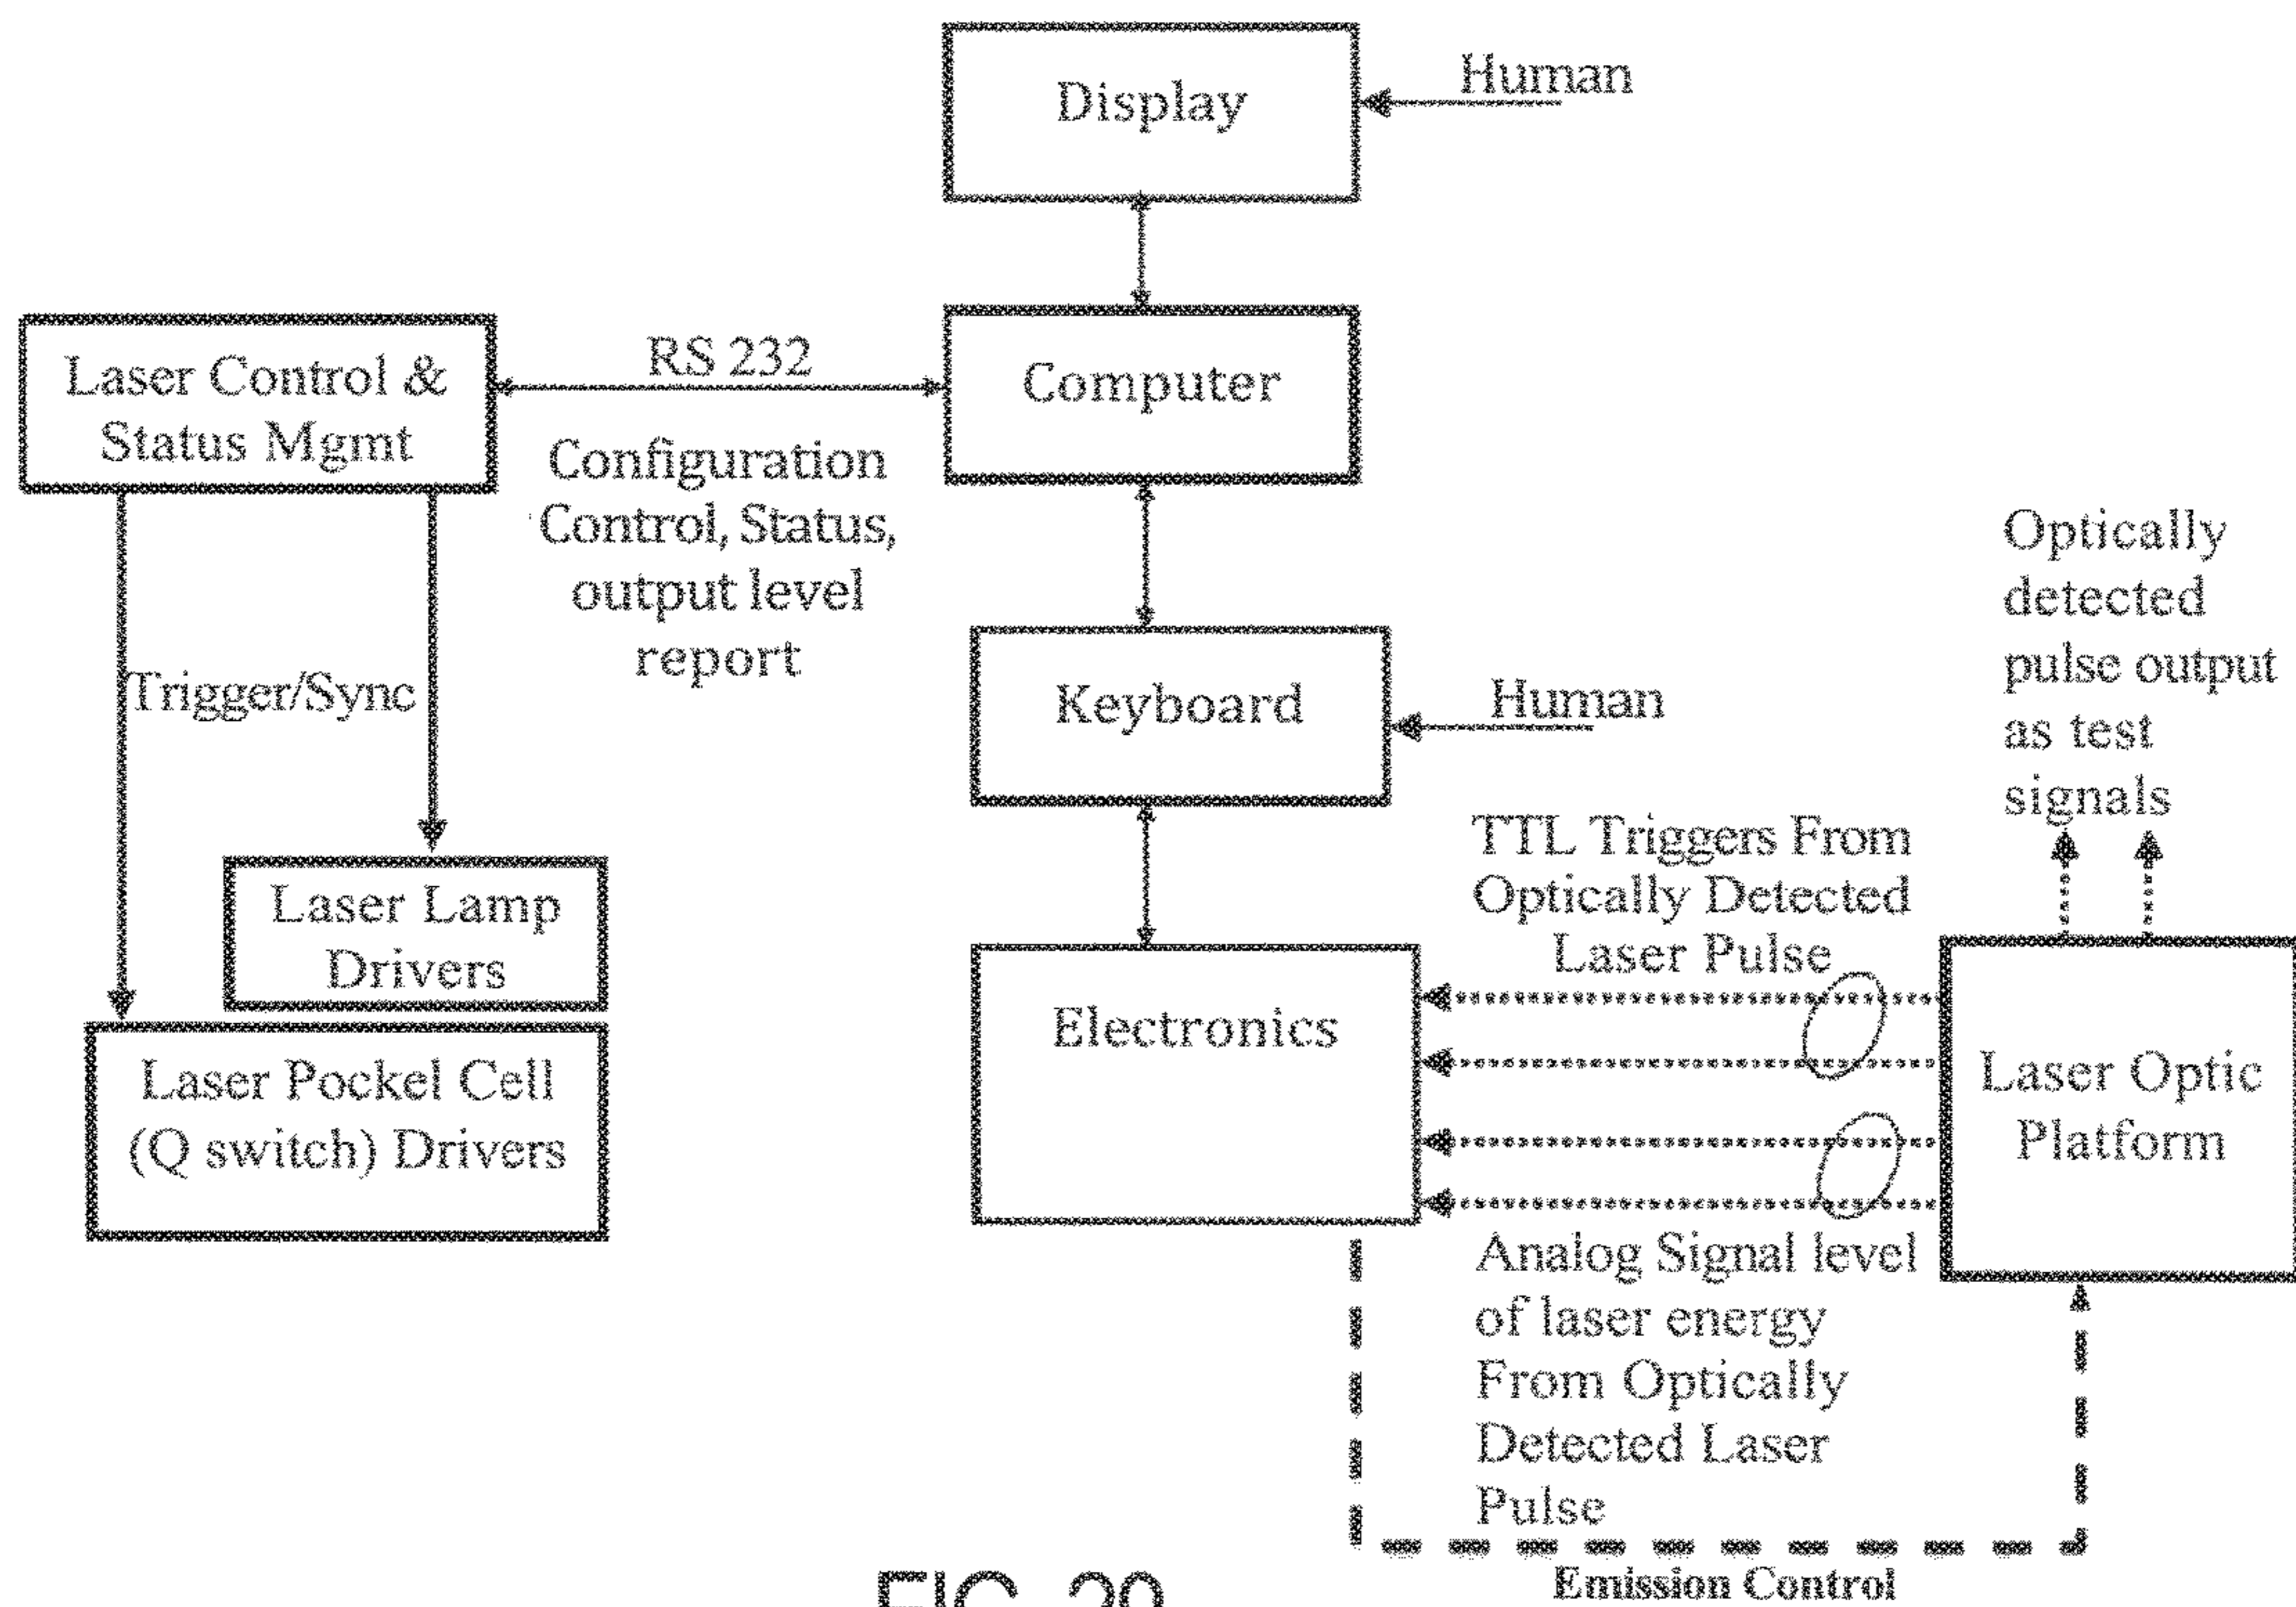 Display
Human
Laser Control &
Status Mgmt
RS 232
Computer
Configuration
Control, Status,
output level
report
Trigger/Sync
Keyboard
Human
Optically
detected
pulse output
as test
signals
Laser Lamp
Drivers
Laser Pockel Cell
(Q switch) Drivers
TTL Triggers From
Optically Detected
Laser Pulse
Electronics
Laser Optic
Platform
Analog Signal level
of laser energy
From Optically
Detected Laser
Pulse
Emission Control